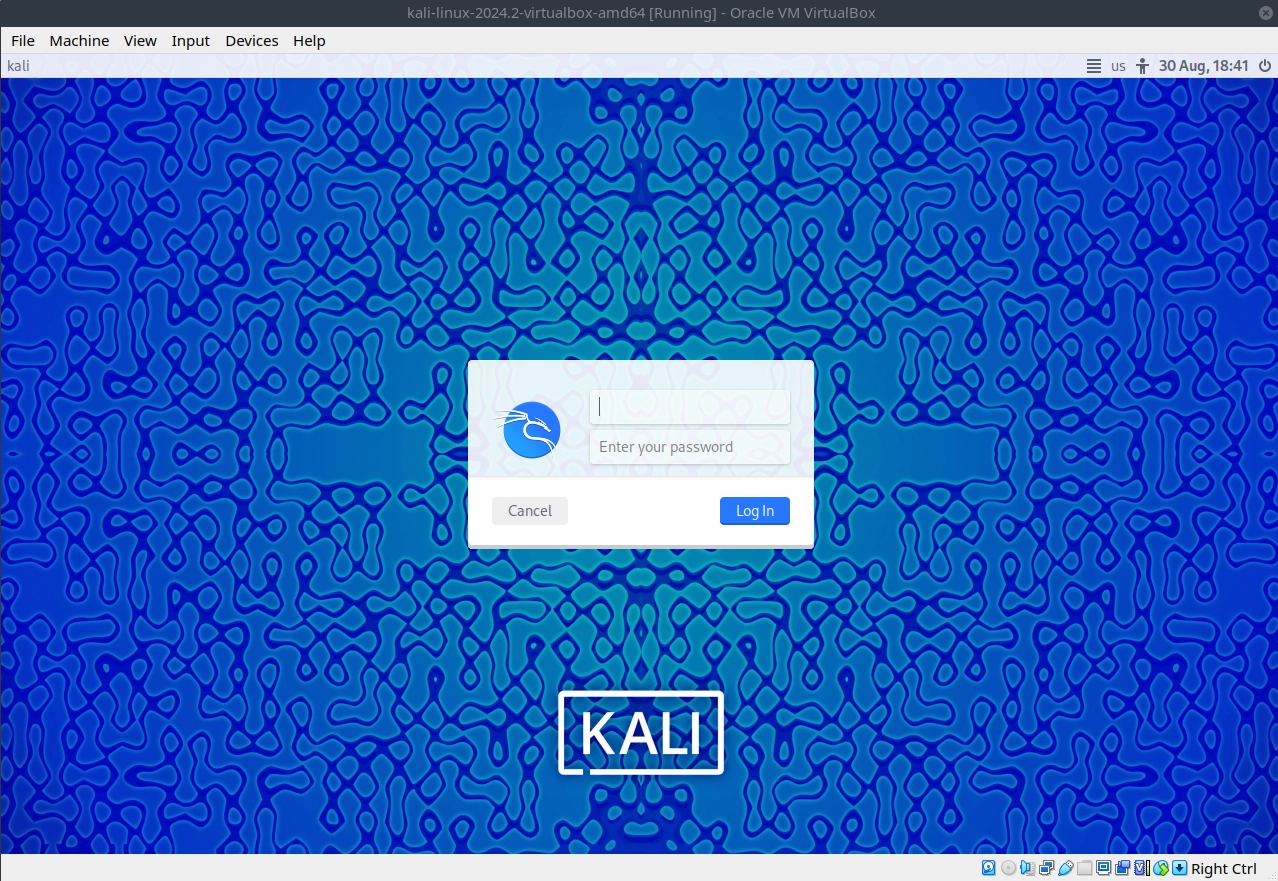 kali-linux-2024.2-virtualbox-amd64 [Running] - Oracle VM VirtualBox
File Machine View Input Devices Help
kali us 30 Aug, 18:41
Enter your password
Cancel Log In
KALI
Right Ctrl